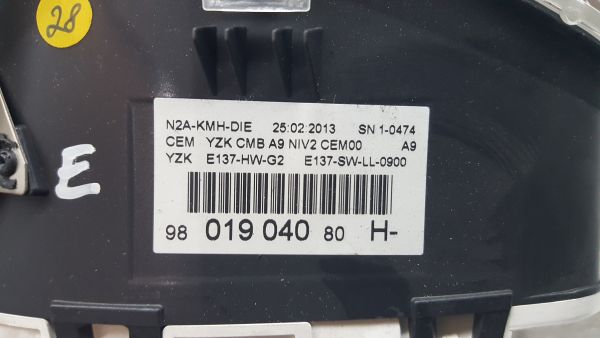 28
N2A-KMH-DIE 25:02:2013 SN 1-0474
CEM YZK CMB A9 NIV2 CEM00 A9
YZK E137-HW-G2 E137-SW-LL-0900
98 019 040 80 H-
E